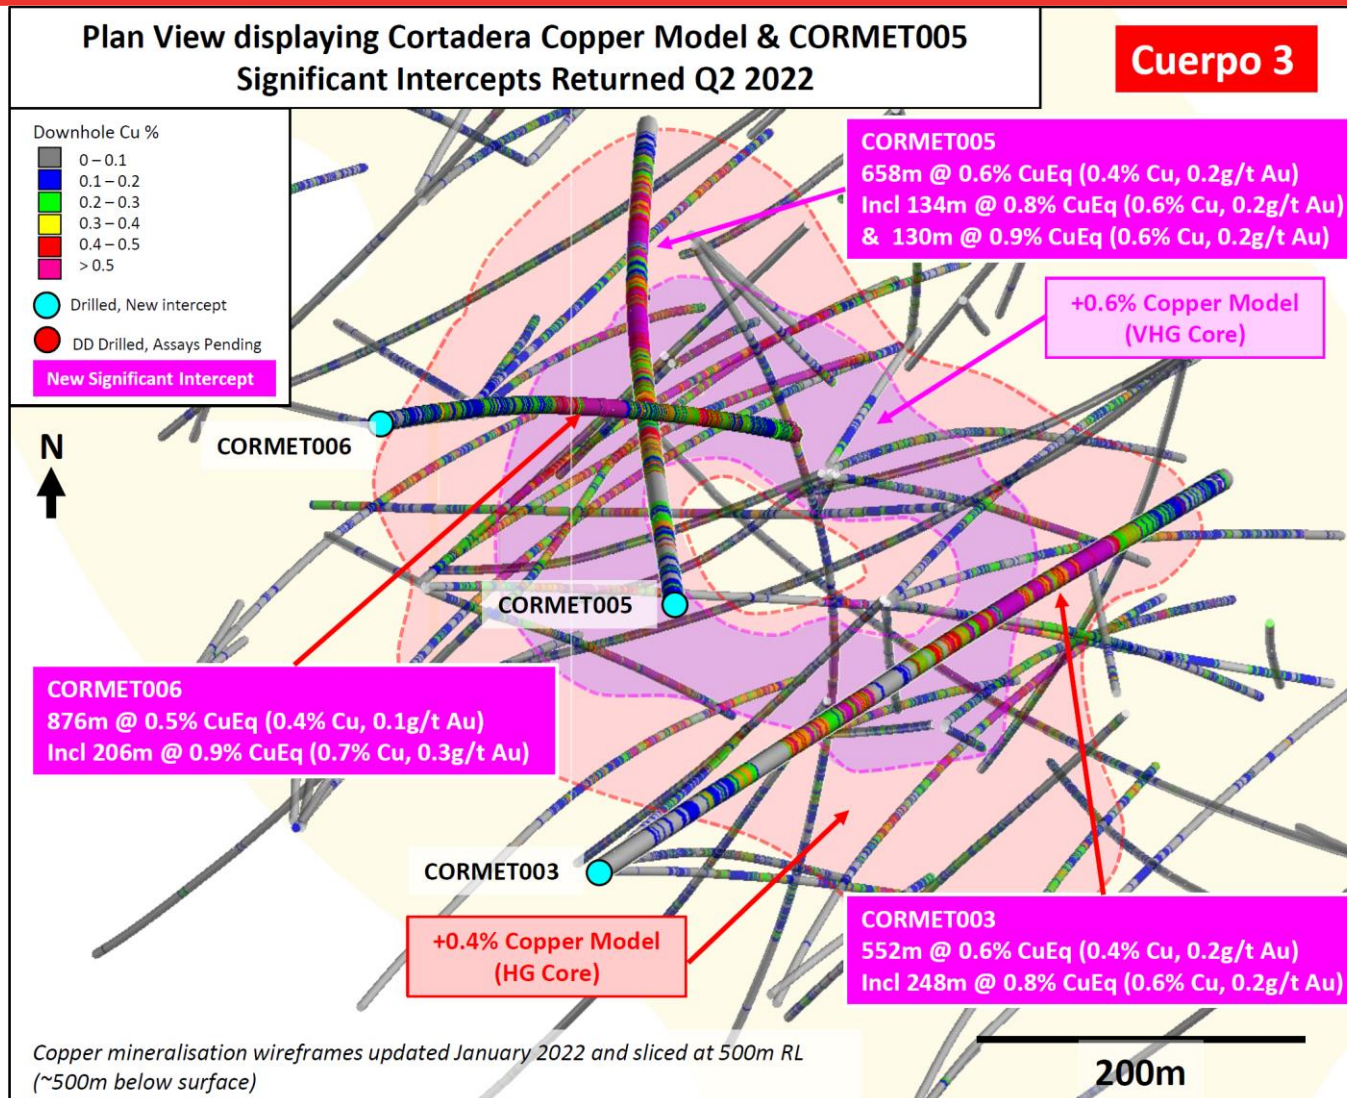 Plan View displaying Cortadera Copper Model & CORMET005
Significant Intercepts Returned Q2 2022
Cuerpo 3
Downhole Cu %
0 – 0.1
0.1 – 0.2
0.2 – 0.3
0.3 – 0.4
0.4 – 0.5
> 0.5
Drilled, New intercept
DD Drilled, Assays Pending
New Significant Intercept
CORMET005
658m @ 0.6% CuEq (0.4% Cu, 0.2g/t Au)
Incl 134m @ 0.8% CuEq (0.6% Cu, 0.2g/t Au)
& 130m @ 0.9% CuEq (0.6% Cu, 0.2g/t Au)
+0.6% Copper Model
(VHG Core)
N
CORMET006
CORMET005
CORMET006
876m @ 0.5% CuEq (0.4% Cu, 0.1g/t Au)
Incl 206m @ 0.9% CuEq (0.7% Cu, 0.3g/t Au)
CORMET003
+0.4% Copper Model
(HG Core)
CORMET003
552m @ 0.6% CuEq (0.4% Cu, 0.2g/t Au)
Incl 248m @ 0.8% CuEq (0.6% Cu, 0.2g/t Au)
Copper mineralisation wireframes updated January 2022 and sliced at 500m RL
(~500m below surface)
200m